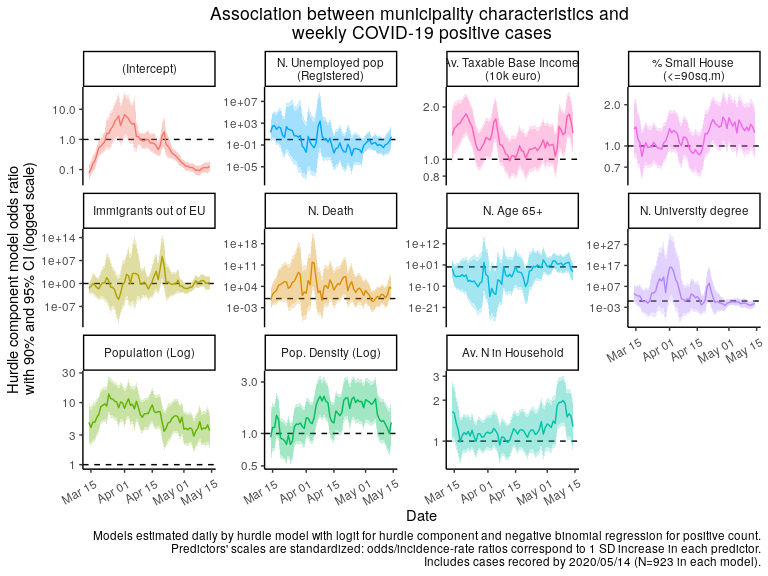 Association between municipality characteristics and
weekly COVID-19 positive cases
Hurdle component model odds ratio
with 90% and 95% CI (logged scale)
(Intercept)
10.0
1.0
0.1
N. Unemployed pop
(Registered)
1e+07
1e+03
1e-01
1e-05
Av. Taxable Base Income
(10k euro)
2.0
1.0
0.8
% Small House
(<=90sq.m)
2.0
1.0
0.7
Immigrants out of EU
1e+14
1e+07
1e+00
1e-07
N. Death
1e+18
1e+11
1e+04
1e-03
N. Age 65+
1e+12
1e+01
1e-10
1e-21
N. University degree
1e+27
1e+17
1e+07
1e-03
Mar 15
Apr 01
Apr 15
May 01
May 15
Population (Log)
30
10
3
1
Mar 15
Apr 01
Apr 15
May 01
May 15
Pop. Density (Log)
3.0
1.0
0.5
Mar 15
Apr 01
Apr 15
May 01
May 15
Av. N in Household
3
2
1
Mar 15
Apr 01
Apr 15
May 01
May 15
Date
Models estimated daily by hurdle model with logit for hurdle component and negative binomial regression for positive count.
Predictors' scales are standardized: odds/incidence-rate ratios correspond to 1 SD increase in each predictor.
Includes cases recored by 2020/05/14 (N=923 in each model).